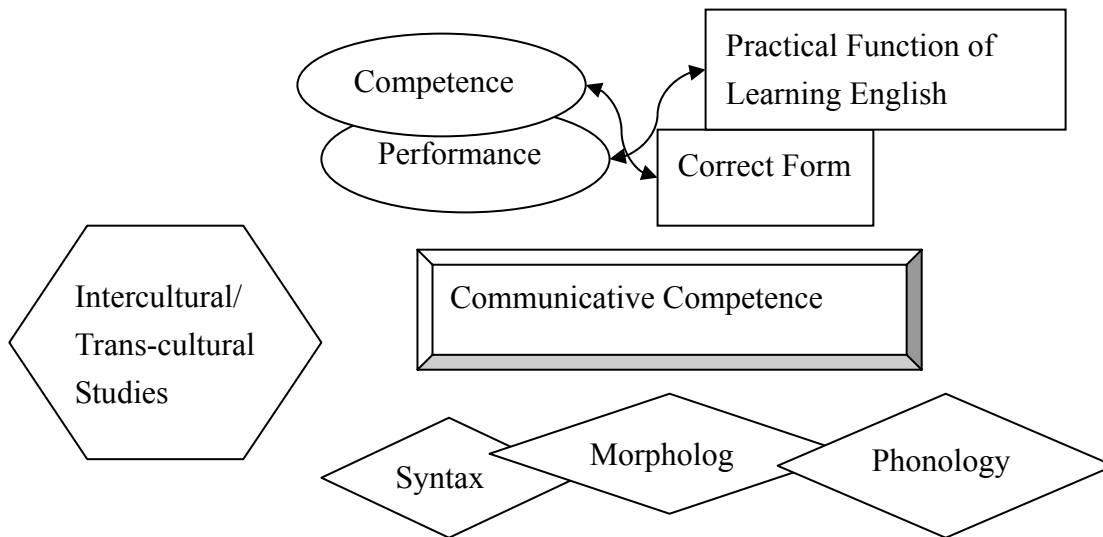 Competence
Performance
Practical Function of
Learning English
Correct Form
Intercultural/
Trans-cultural
Studies
Communicative Competence
Syntax
Morpholog
Phonology